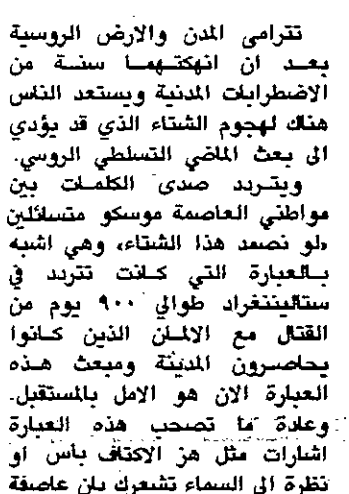 تترامى المدن والارض الروسية
بعد ان انهكتهما سنة من
الاضطرابات المدنية ويستعد الناس
هناك لهجوم الشتاء الذي قد يؤدي
الى بعث الماضي التسلطي الروسي.
ويتردد صدى الكلمات بين
مواطني العاصمة موسكو متسائلين
«لو نصمد هذا الشتاء» وهي اشبه
بالعبارة التي كانت تتردد في
ستالينغراد طوالي ٩٠٠ يوم من
القتال مع الالمان الذين كانوا
يحاصرون المدينة ومبعث هذه
العبارة الان هو الامل بالمستقبل.
وعادة ما تصحب هذه العبارة
اشارات مثل هز الاكتاف بأس او
نظرة الى السماء تشعرك بان عاصفة